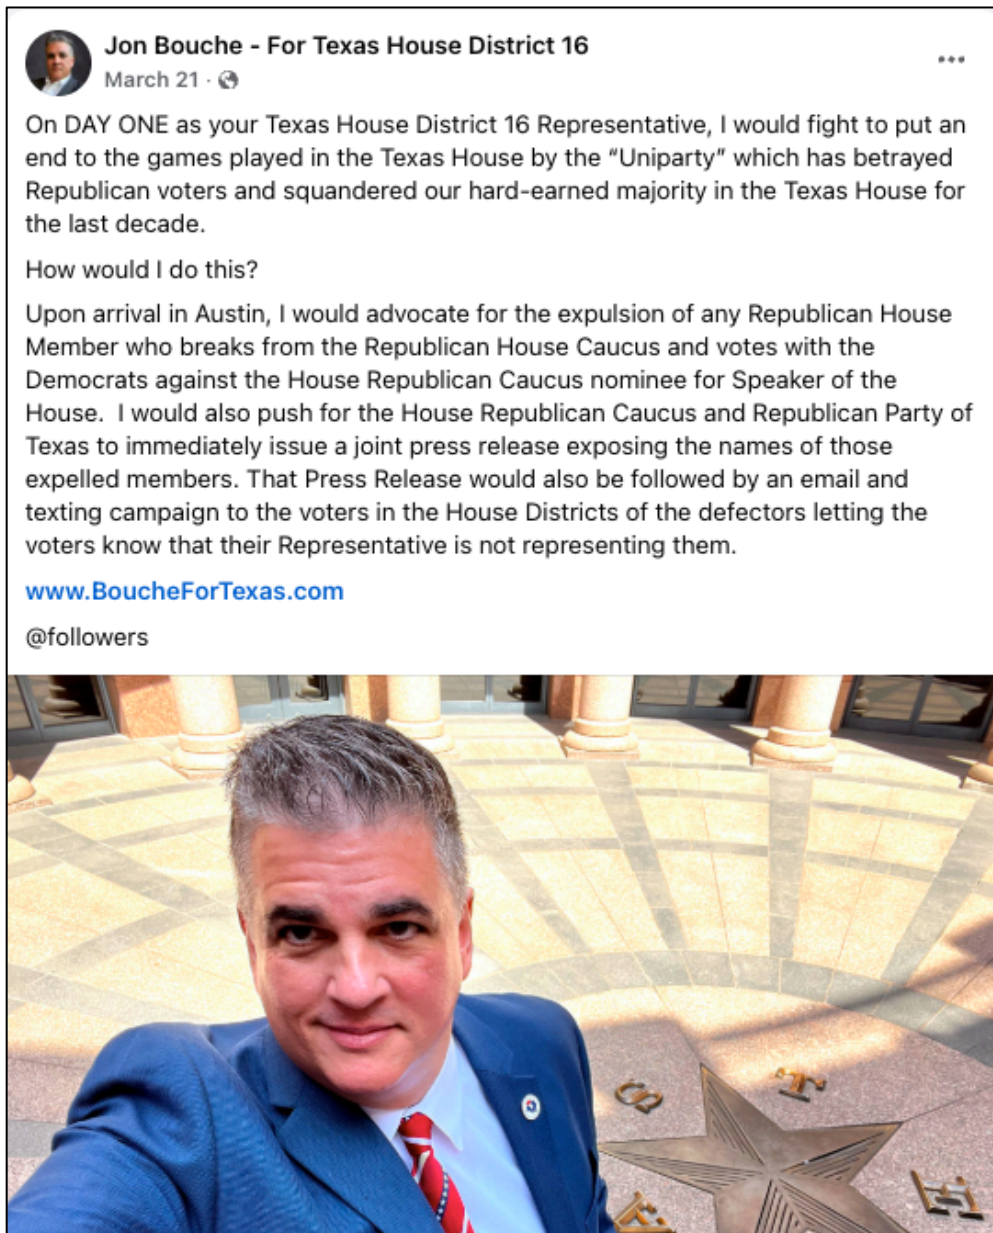 Jon Bouche - For Texas House District 16
March 21 ·
On DAY ONE as your Texas House District 16 Representative, I would fight to put an
end to the games played in the Texas House by the “Uniparty” which has betrayed
Republican voters and squandered our hard-earned majority in the Texas House for
the last decade.
How would I do this?
Upon arrival in Austin, I would advocate for the expulsion of any Republican House
Member who breaks from the Republican House Caucus and votes with the
Democrats against the House Republican Caucus nominee for Speaker of the
House.  I would also push for the House Republican Caucus and Republican Party of
Texas to immediately issue a joint press release exposing the names of those
expelled members. That Press Release would also be followed by an email and
texting campaign to the voters in the House Districts of the defectors letting the
voters know that their Representative is not representing them.
www.BoucheForTexas.com
@followers
S T
E H